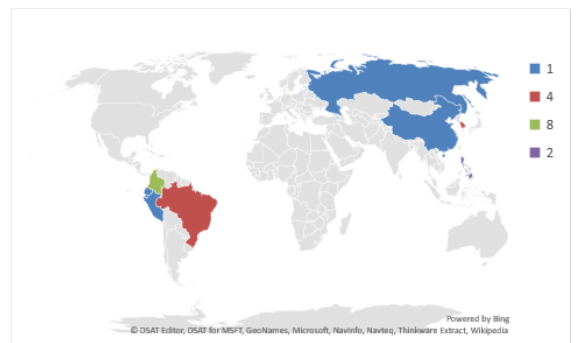 1
4
8
2
Powered by Bing
© DSAT Editor, DSAT for MSFT, GeoNames, Microsoft, NavInfo, Navteq, Thinkware Extract, Wikipedia